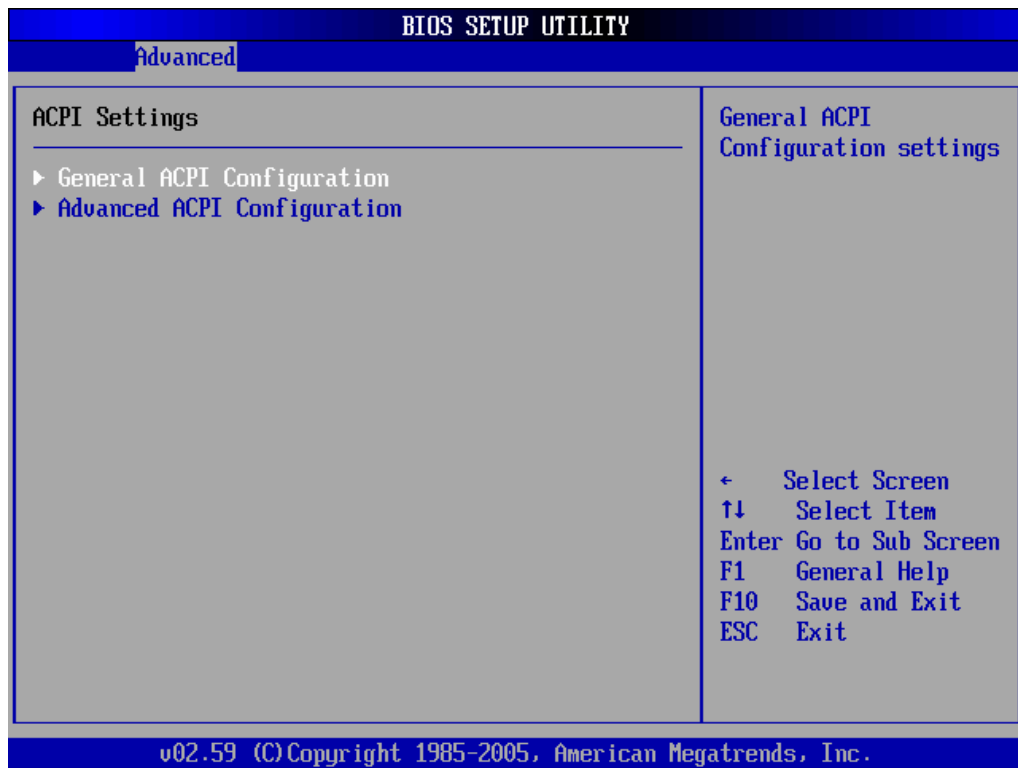 BIOS SETUP UTILITY
Advanced
ACPI Settings
General ACPI Configuration
Advanced ACPI Configuration
General ACPI
Configuration settings
← Select Screen
↑↓ Select Item
Enter Go to Sub Screen
F1 General Help
F10 Save and Exit
ESC Exit
v02.59 (C)Copyright 1985-2005, American Megatrends, Inc.